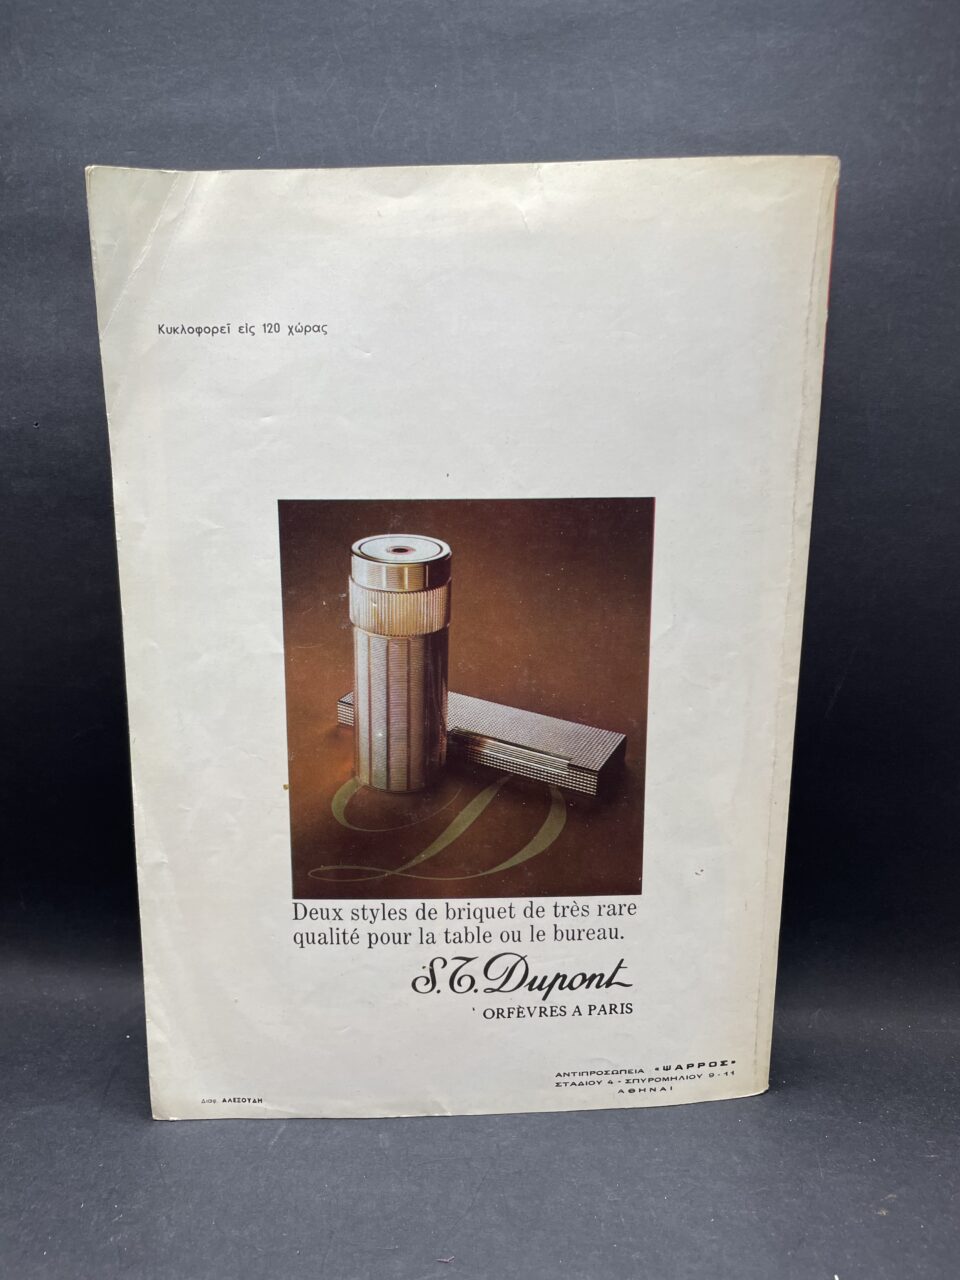 Κυκλοφορεῖ εἰς 120 χώρας
D
Deux styles de briquet de très rare
qualité pour la table ou le bureau.
S.T. Dupont
ORFÈVRES A PARIS
ΑΝΤΙΠΡΟΣΩΠΕΙΑ «ΨΑΡΡΟΣ»
ΣΤΑΔΙΟΥ 4 - ΣΠΥΡΟΜΗΛΙΟΥ 9-11
ΑΘΗΝΑΙ
Διαφ. ΑΛΕΞΟΥΔΗ